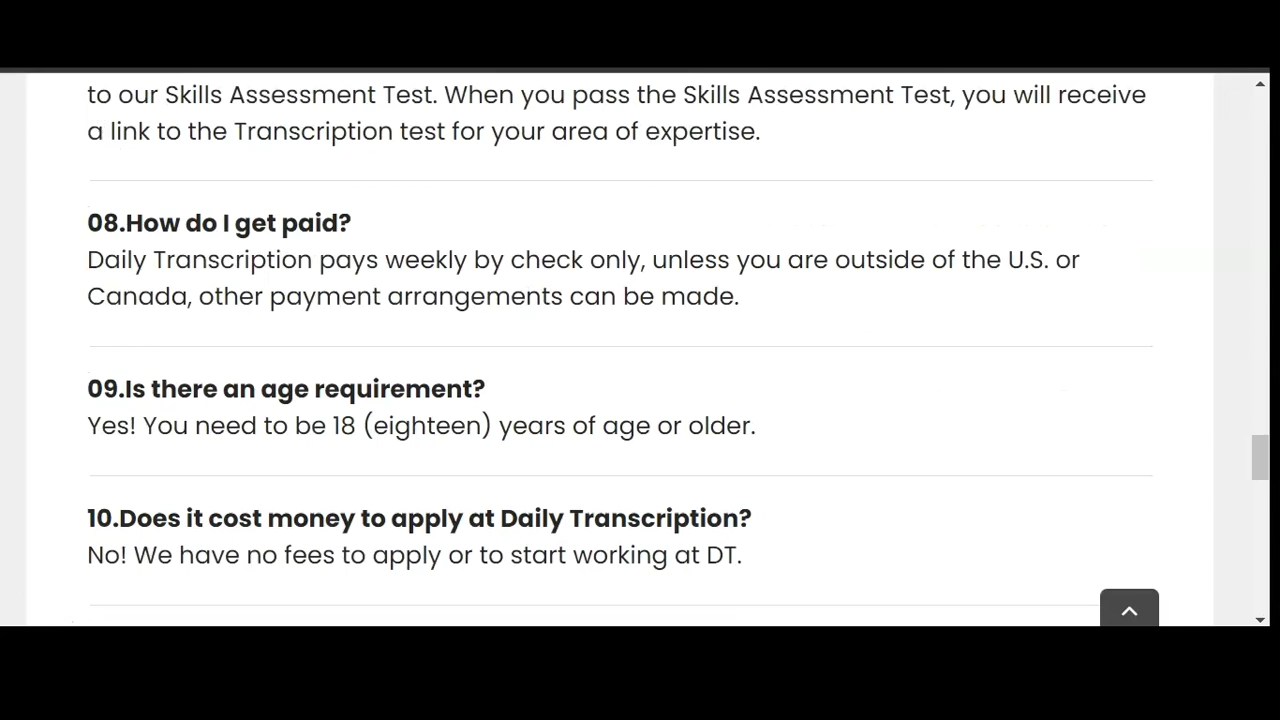 to our Skills Assessment Test. When you pass the Skills Assessment Test, you will receive
a link to the Transcription test for your area of expertise.
08.How do I get paid?
Daily Transcription pays weekly by check only, unless you are outside of the U.S. or
Canada, other payment arrangements can be made.
09.Is there an age requirement?
Yes! You need to be 18 (eighteen) years of age or older.
10.Does it cost money to apply at Daily Transcription?
No! We have no fees to apply or to start working at DT.